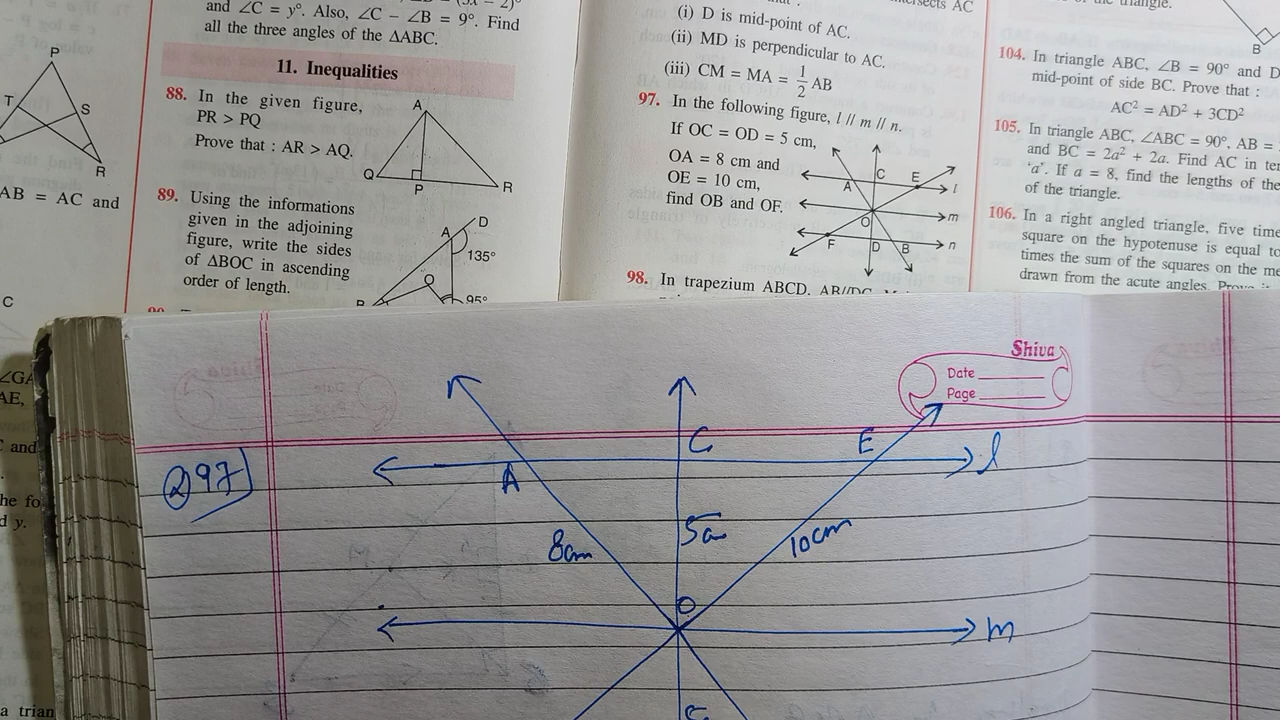 and ∠C = y°. Also, ∠C – ∠B = 9°. Find
all the three angles of the ΔABC.
11. Inequalities
88. In the given figure,
PR > PQ
Prove that : AR > AQ.
A
Q
P
R
89. Using the informations
given in the adjoining
figure, write the sides
of ΔBOC in ascending
order of length.
D
A
135°
O
95°
P
T
S
R
AB = AC and
C
(i) D is mid-point of AC.
(ii) MD is perpendicular to AC.
(iii) CM = MA = 1/2 AB
97. In the following figure, l // m // n.
If OC = OD = 5 cm,
OA = 8 cm and
OE = 10 cm,
find OB and OF.
C
E
A
l
O
m
F
D
B
n
98. In trapezium ABCD, AB//DC,
of the triangle.
B
104. In triangle ABC, ∠B = 90° and D
mid-point of side BC. Prove that :
AC² = AD² + 3CD²
105. In triangle ABC, ∠ABC = 90°, AB =
and BC = 2a² + 2a. Find AC in
'a'. If a = 8, find the lengths of the
of the triangle.
106. In a right angled triangle, five
square on the hypotenuse is equal to
times the sum of the squares on the
drawn from the acute angles.
Shiva
Date
Page
Q97
C
E
l
A
5cm
8cm
10cm
O
m